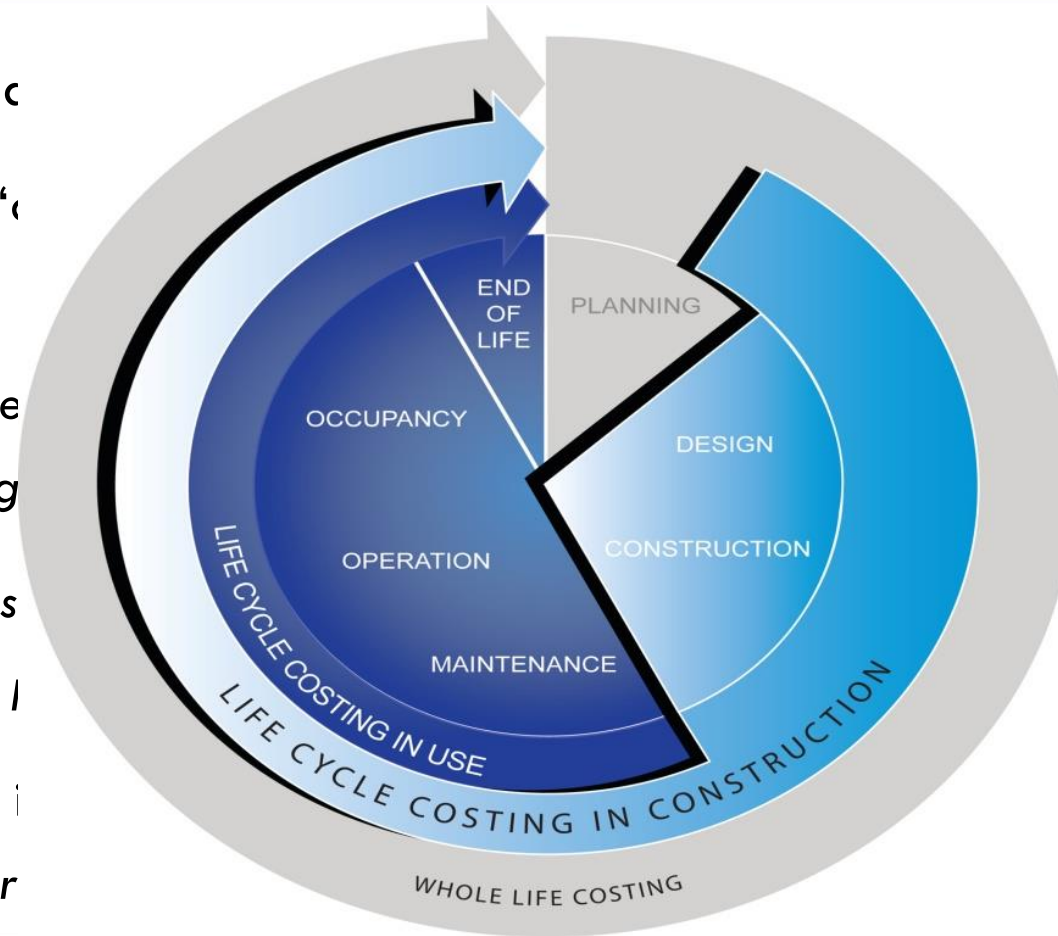 END
OF
LIFE
PLANNING
OCCUPANCY
DESIGN
OPERATION
CONSTRUCTION
MAINTENANCE
LIFE CYCLE COSTING IN USE
LIFE CYCLE COSTING IN CONSTRUCTION
WHOLE LIFE COSTING